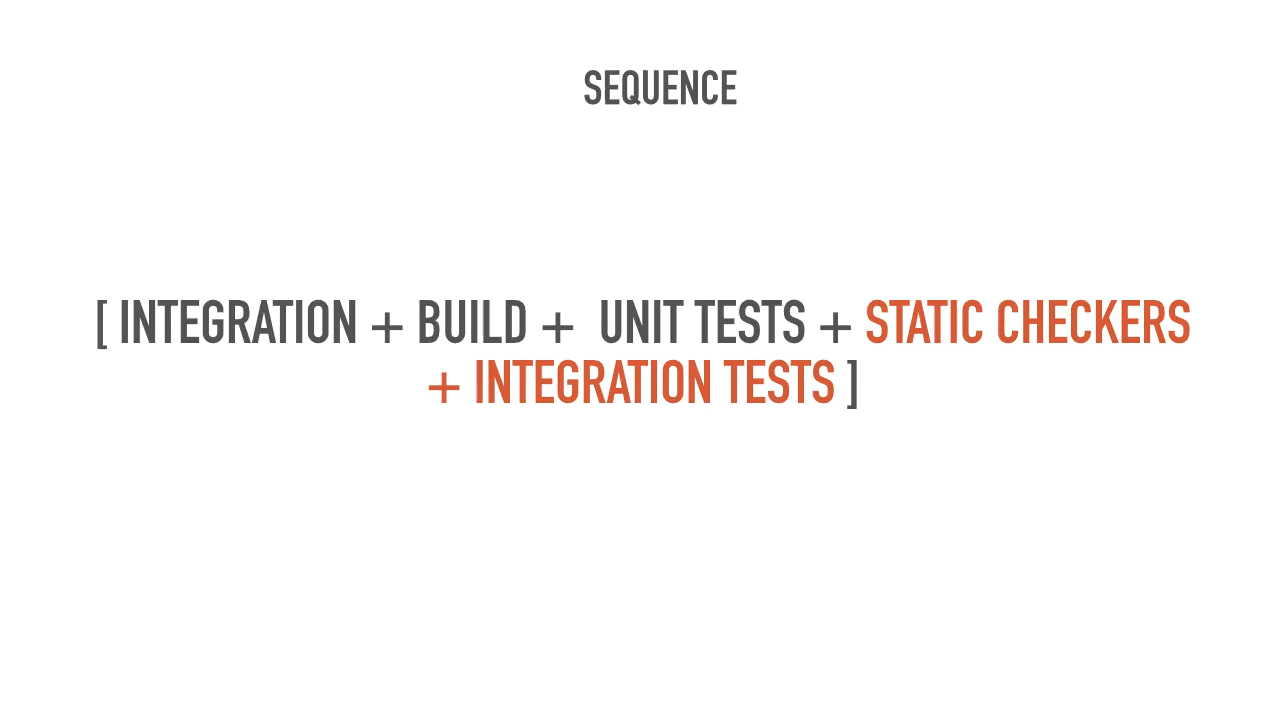 SEQUENCE
[ INTEGRATION + BUILD + UNIT TESTS + STATIC CHECKERS
+ INTEGRATION TESTS ]